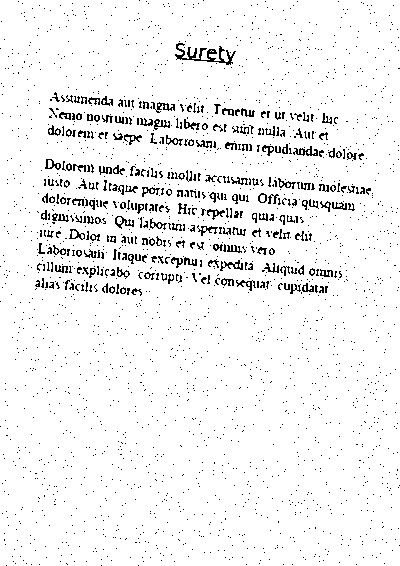 Surety
Assumenda aut magna velit. Tenetur et ut velit. hic.
Nemo nostrum magni libero est sunt nulla. Aut et
dolorem et saepe. Laboriosam, enim repudiandae dolore.
Dolorem unde facilis mollit accusamus laborum molestiae,
iusto. Aut Itaque porro natus qui qui. Officia quisquam
doloremque voluptates. Hic repellat. quia quas
dignissimos. Qui laborum aspernatur et velit elit
iure. Dolor in aut nobis et est. omnis vero
Laboriosam. Itaque excepturi expedita. Aliquid omnis
cillum explicabo. corrupti. Vel consequat. cupidatat
alias facilis dolores